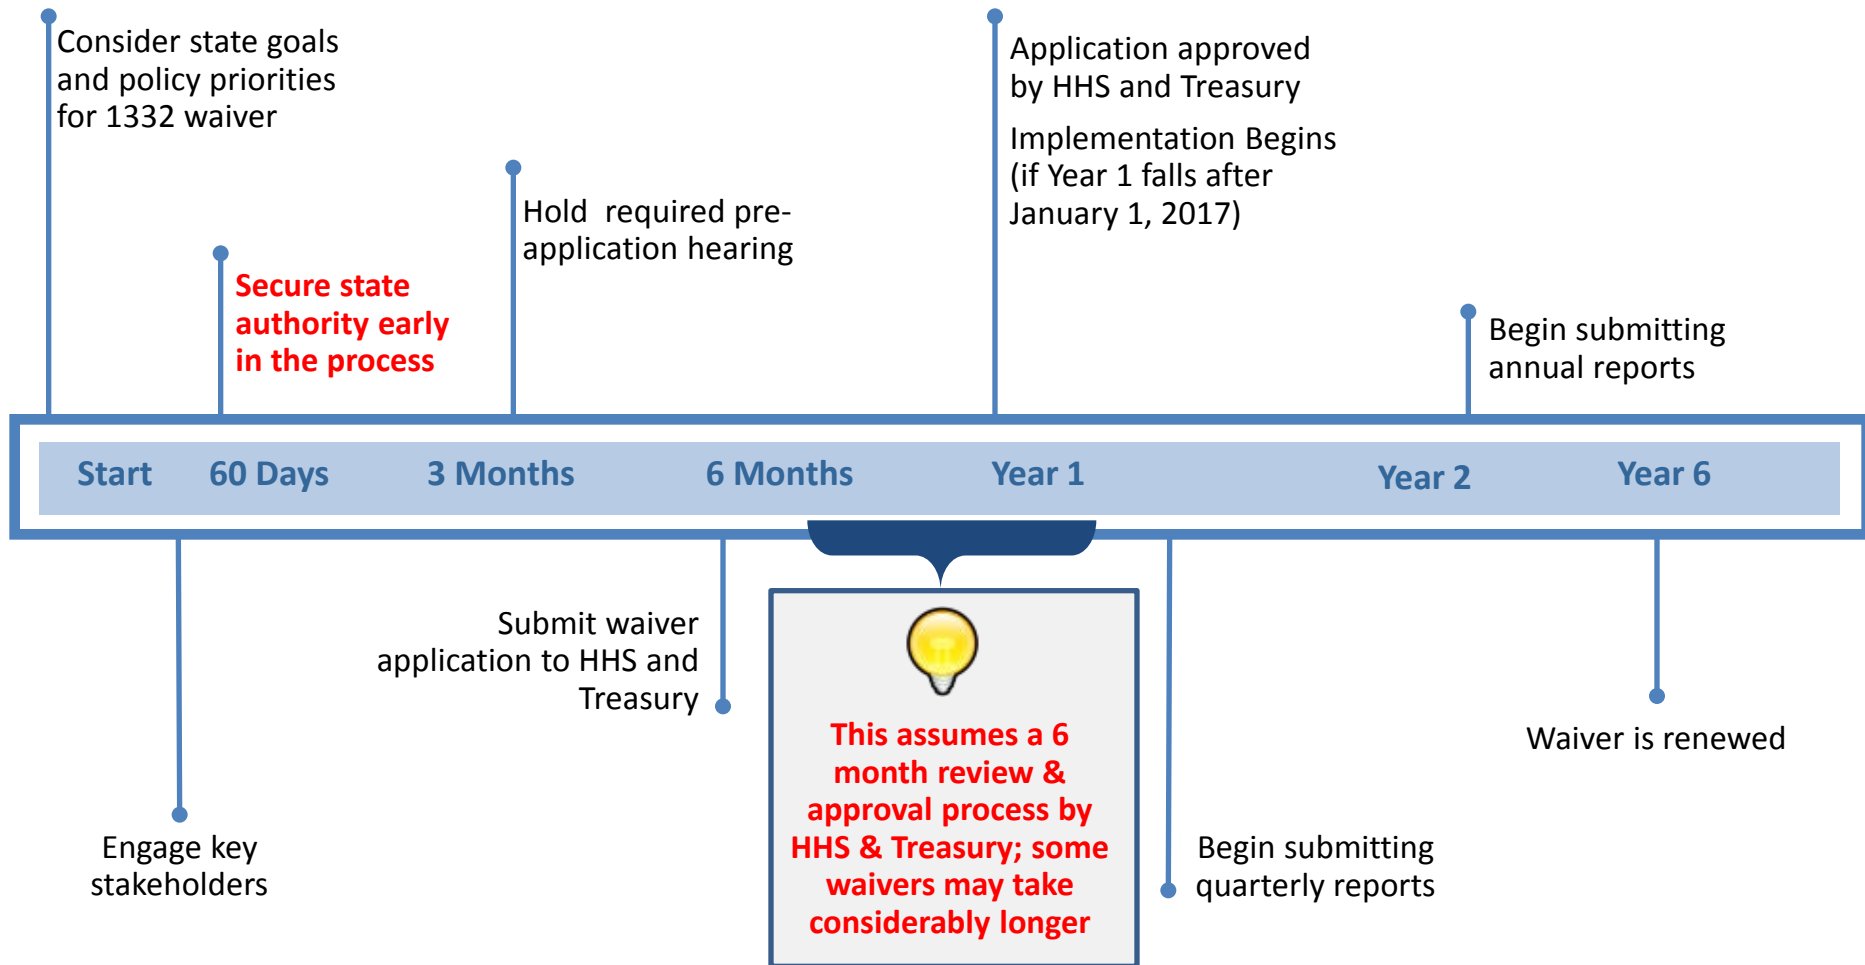 Consider state goals
and policy priorities
for 1332 waiver
Secure state
authority early
in the process
Hold  required pre-
application hearing
Application approved
by HHS and Treasury
Implementation Begins
(if Year 1 falls after
January 1, 2017)
Begin submitting
annual reports
Start
60 Days
3 Months
6 Months
Year 1
Year 2
Year 6
Engage key
stakeholders
Submit waiver
application to HHS and
Treasury
This assumes a 6
month review &
approval process by
HHS & Treasury; some
waivers may take
considerably longer
Begin submitting
quarterly reports
Waiver is renewed